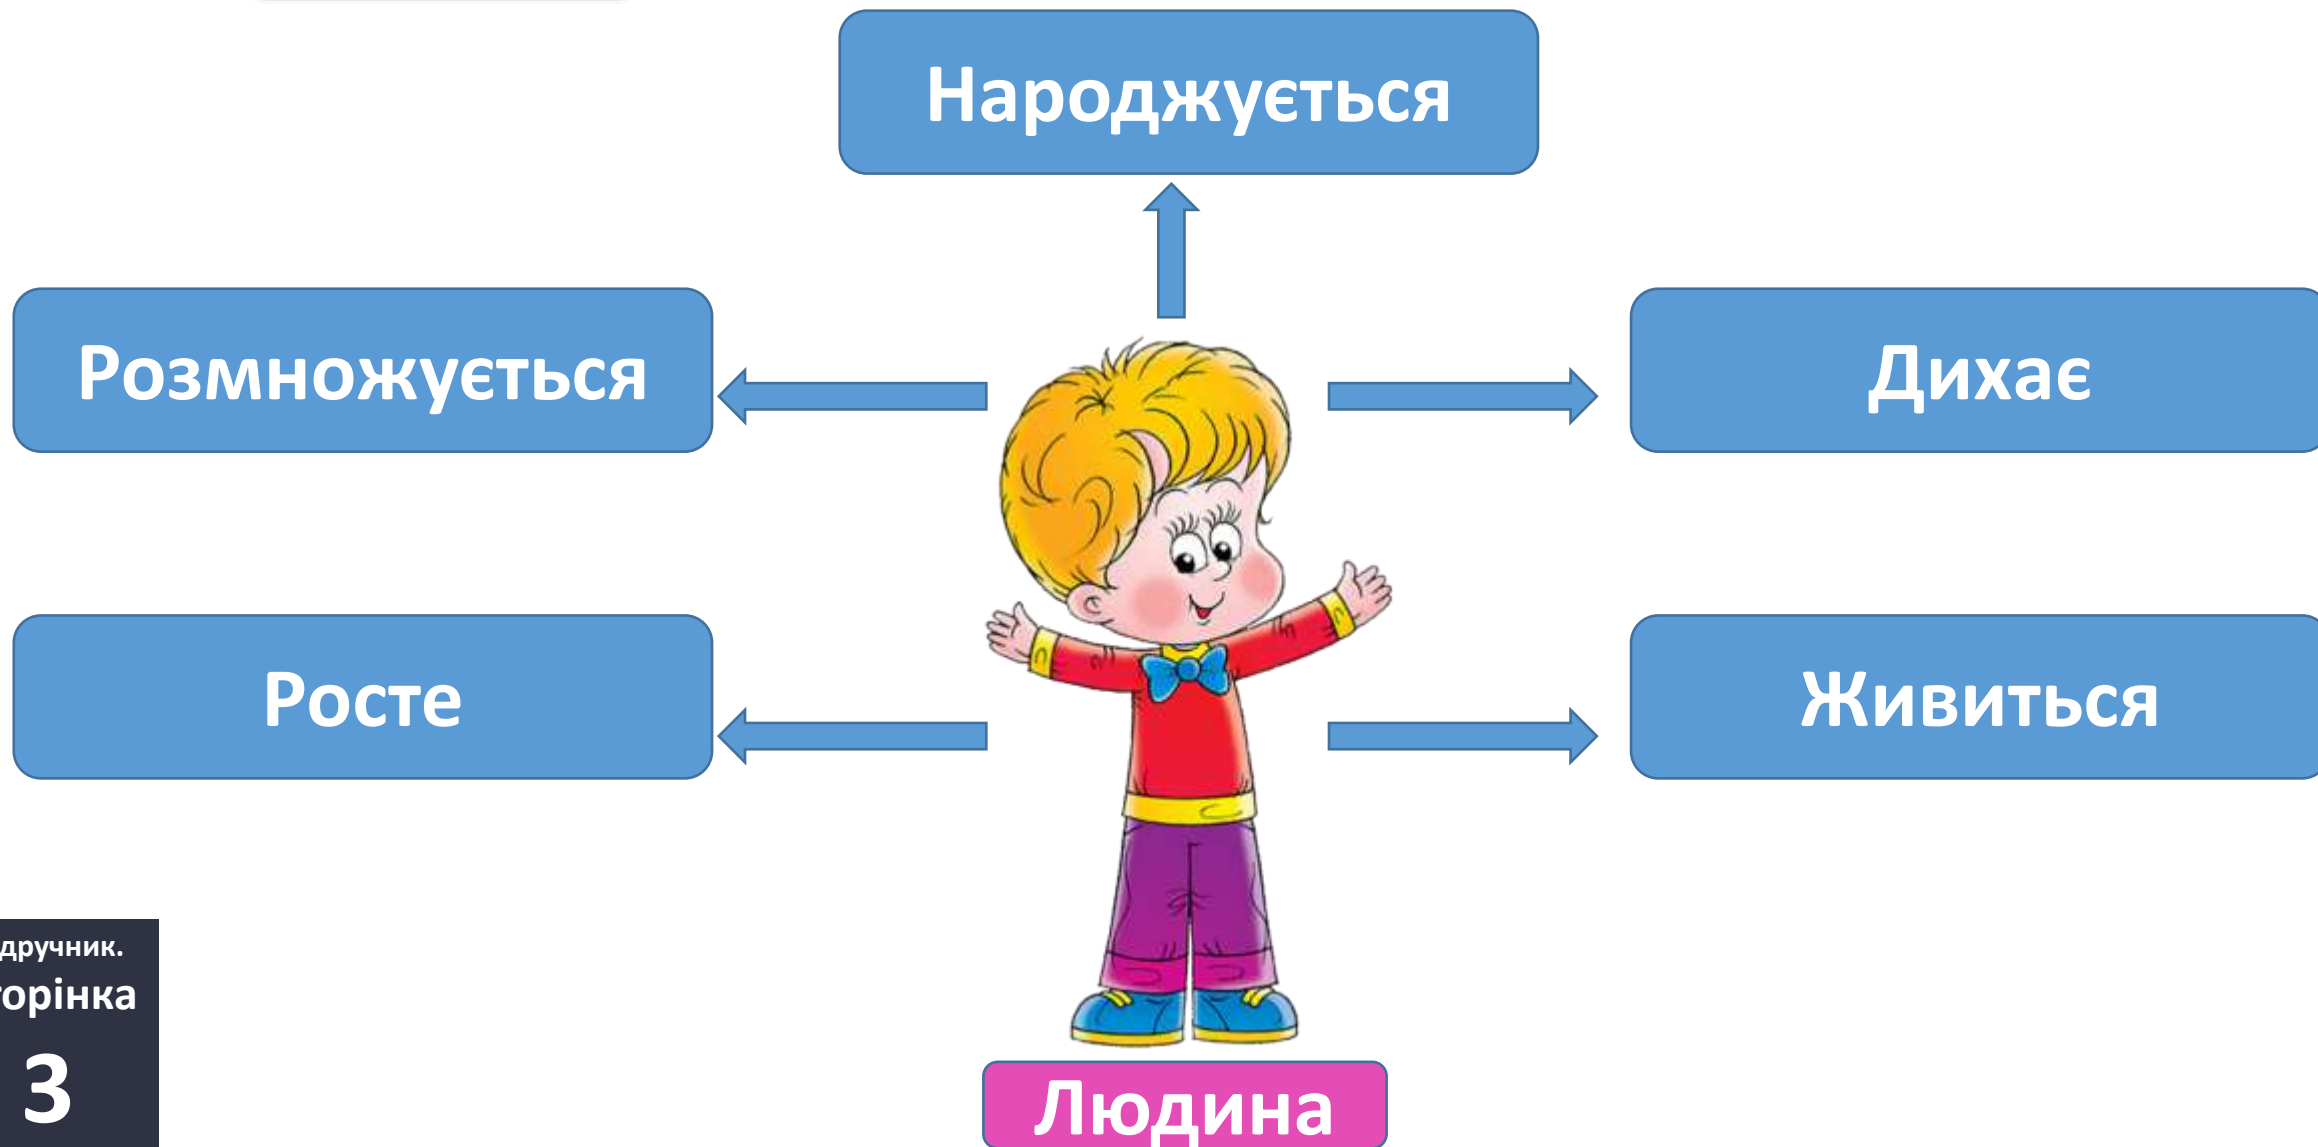 Народжується
Розмножується
Дихає
Росте
Живиться
дручник.
орінка
3
Людина